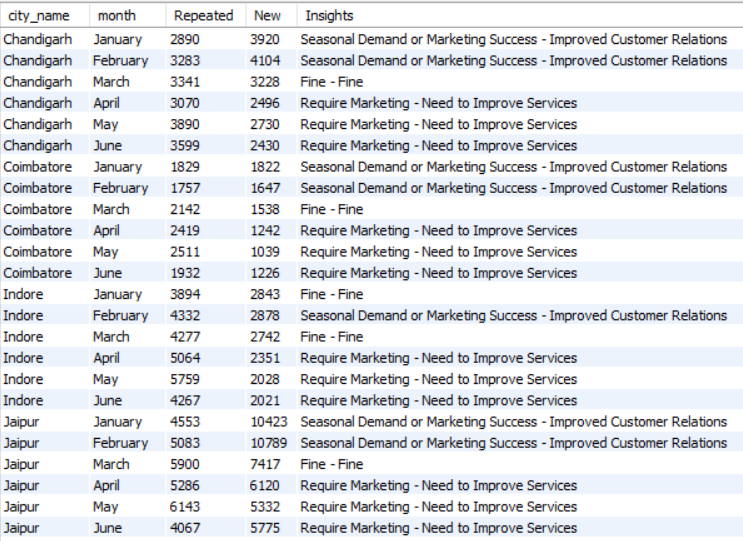 city_name month Repeated New Insights
Chandigarh January 2890 3920 Seasonal Demand or Marketing Success - Improved Customer Relations
Chandigarh February 3283 4104 Seasonal Demand or Marketing Success - Improved Customer Relations
Chandigarh March 3341 3228 Fine - Fine
Chandigarh April 3070 2496 Require Marketing - Need to Improve Services
Chandigarh May 3890 2730 Require Marketing - Need to Improve Services
Chandigarh June 3599 2430 Require Marketing - Need to Improve Services
Coimbatore January 1829 1822 Seasonal Demand or Marketing Success - Improved Customer Relations
Coimbatore February 1757 1647 Seasonal Demand or Marketing Success - Improved Customer Relations
Coimbatore March 2142 1538 Fine - Fine
Coimbatore April 2419 1242 Require Marketing - Need to Improve Services
Coimbatore May 2511 1039 Require Marketing - Need to Improve Services
Coimbatore June 1932 1226 Require Marketing - Need to Improve Services
Indore January 3894 2843 Fine - Fine
Indore February 4332 2878 Seasonal Demand or Marketing Success - Improved Customer Relations
Indore March 4277 2742 Fine - Fine
Indore April 5064 2351 Require Marketing - Need to Improve Services
Indore May 5759 2028 Require Marketing - Need to Improve Services
Indore June 4267 2021 Require Marketing - Need to Improve Services
Jaipur January 4553 10423 Seasonal Demand or Marketing Success - Improved Customer Relations
Jaipur February 5083 10789 Seasonal Demand or Marketing Success - Improved Customer Relations
Jaipur March 5900 7417 Fine - Fine
Jaipur April 5286 6120 Require Marketing - Need to Improve Services
Jaipur May 6143 5332 Require Marketing - Need to Improve Services
Jaipur June 4067 5775 Require Marketing - Need to Improve Services